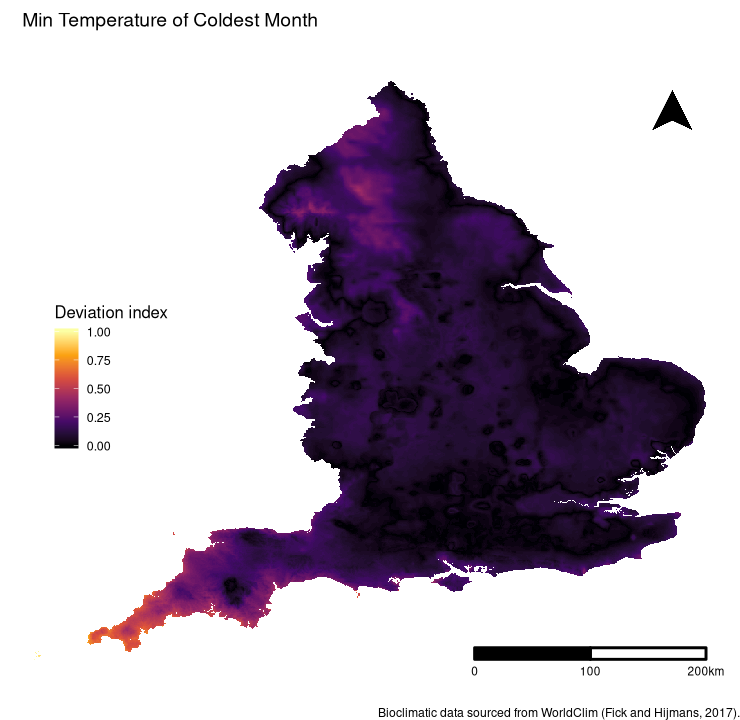 Min Temperature of Coldest Month
Deviation index
1.00
0.75
0.50
0.25
0.00
0 100 200km
Bioclimatic data sourced from WorldClim (Fick and Hijmans, 2017).